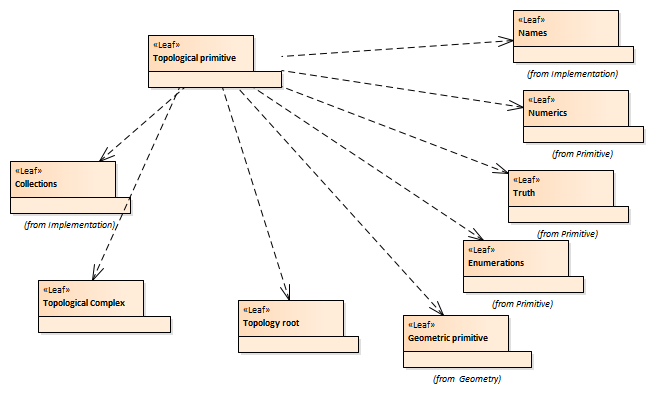 «Leaf»
Names
(from Implementation)
«Leaf»
Topological primitive
«Leaf»
Numerics
(from Primitive)
«Leaf»
Collections
(from Implementation)
«Leaf»
Truth
(from Primitive)
«Leaf»
Enumerations
(from Primitive)
«Leaf»
Topological Complex
«Leaf»
Topology root
«Leaf»
Geometric primitive
(from Geometry)